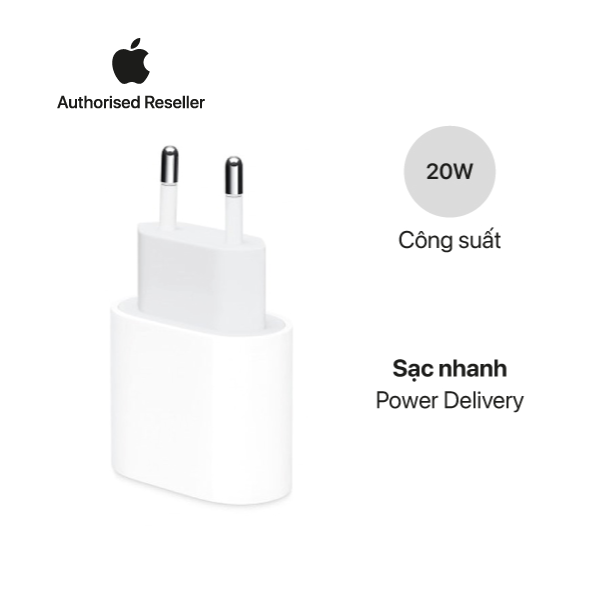 Authorised Reseller
20W
Công suất
Sạc nhanh
Power Delivery